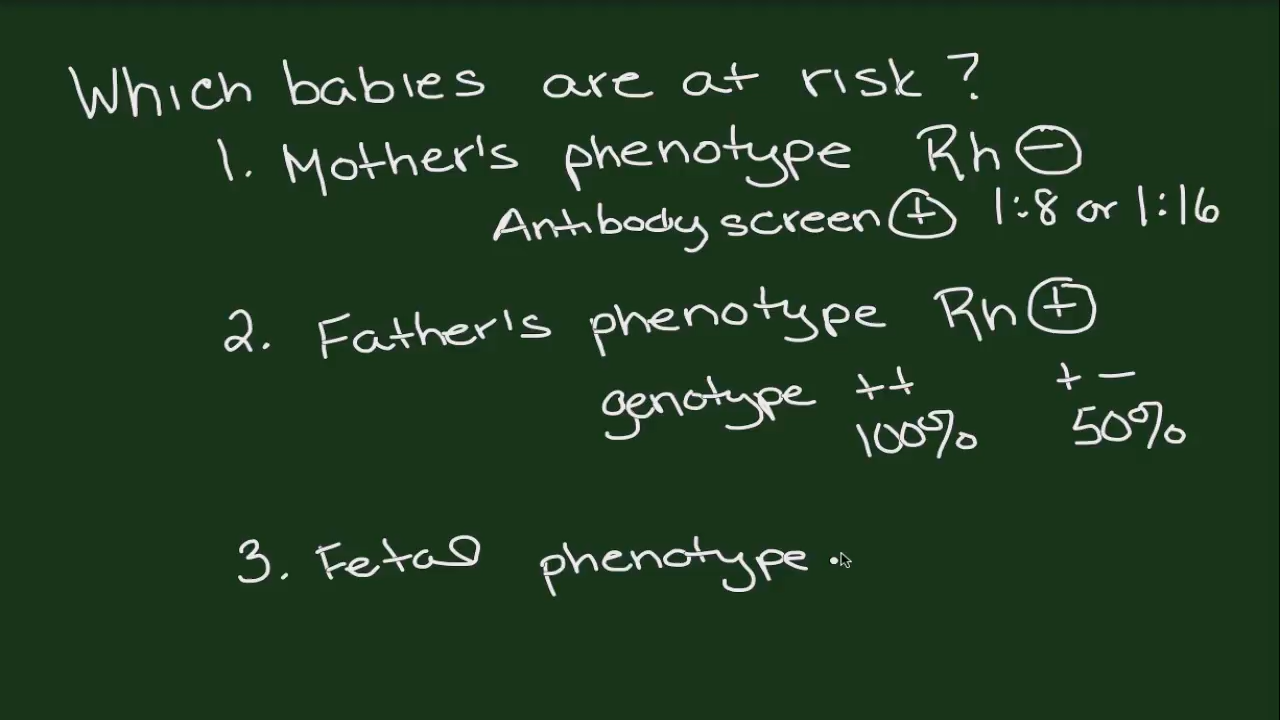 Which babies are at risk?
1. Mother's phenotype Rh ⊖
Antibody screen ⊕ 1:8 or 1:16
2. Father's phenotype Rh ⊕
genotype ++ +-
100% 50%
3. Fetal phenotype